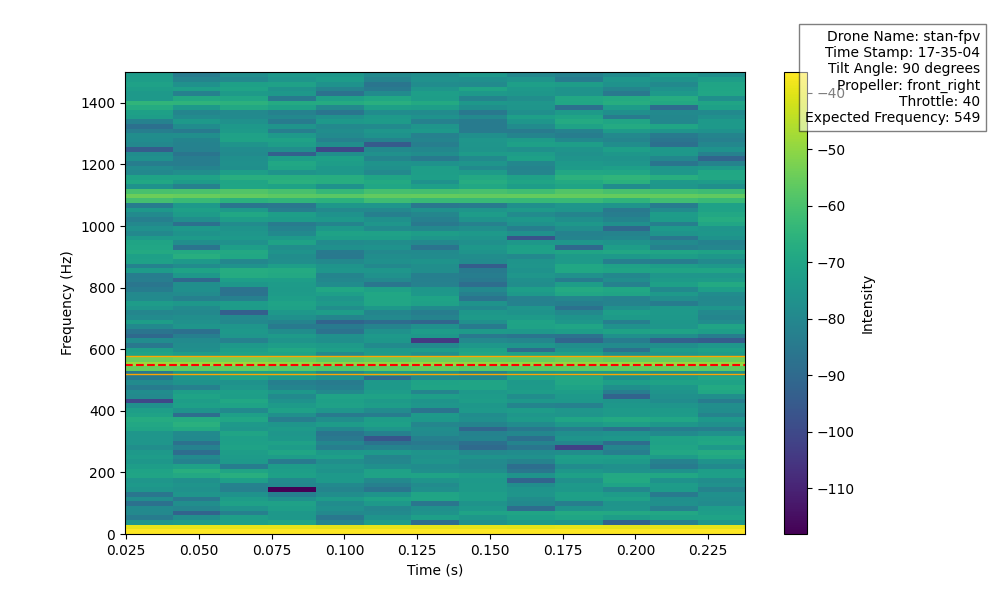 Drone Name: stan-fpv
Time Stamp: 17-35-04
Tilt Angle: 90 degrees
Propeller: front_right
Throttle: 40
Expected Frequency: 549
1400
1200
1000
800
600
400
200
0
Frequency (Hz)
0.025 0.050 0.075 0.100 0.125 0.150 0.175 0.200 0.225
Time (s)
−40
−50
−60
−70
−80
−90
−100
−110
Intensity